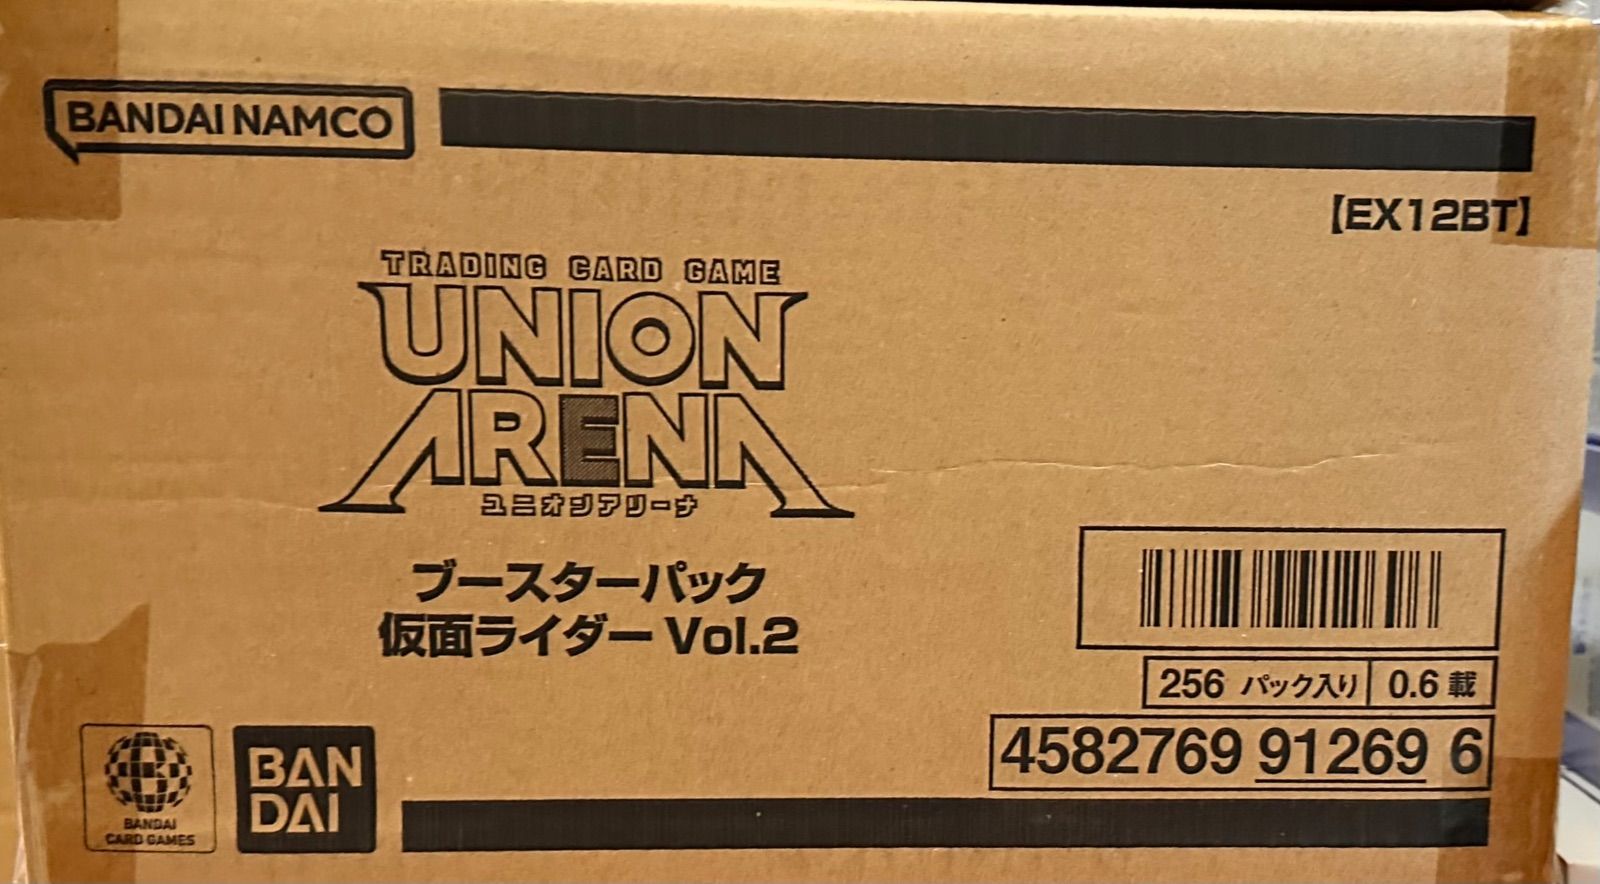 BANDAI NAMCO
【EX12BT】
TRADING CARD GAME
UNION
ARENA
ユニオンアリーナ
ブースターパック
仮面ライダー Vol.2
256 パック入り 0.6 載
4582769 91269 6
BANDAI
CARD GAMES
BAN
DAI